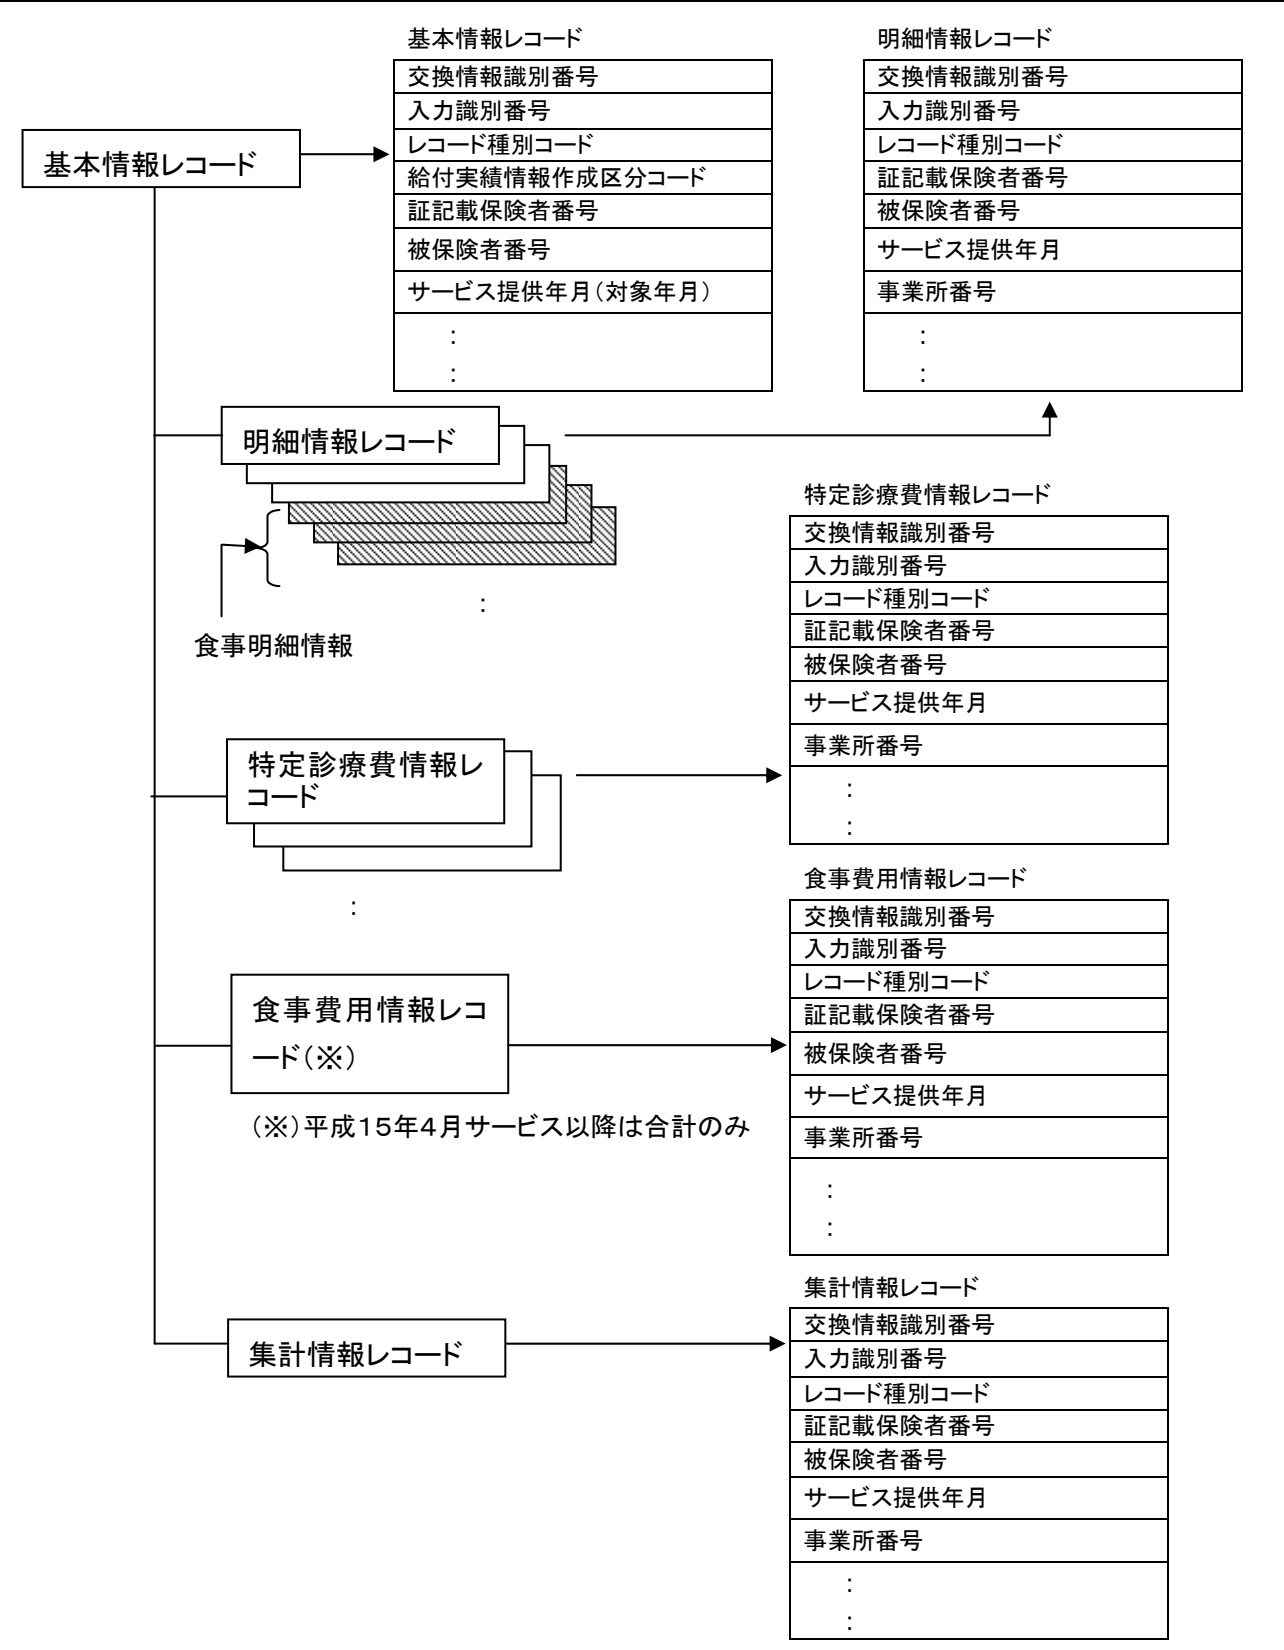 基本情報レコード
交換情報識別番号
入力識別番号
レコード種別コード
給付実績情報作成区分コード
証記載保険者番号
被保険者番号
サービス提供年月（対象年月）
：
：
明細情報レコード
交換情報識別番号
入力識別番号
レコード種別コード
証記載保険者番号
被保険者番号
サービス提供年月
事業所番号
：
：
基本情報レコード
明細情報レコード
：
食事明細情報
特定診療費情報レコード
交換情報識別番号
入力識別番号
レコード種別コード
証記載保険者番号
被保険者番号
サービス提供年月
事業所番号
：
：
特定診療費情報レ
コード
：
食事費用情報レコード
交換情報識別番号
入力識別番号
レコード種別コード
証記載保険者番号
被保険者番号
サービス提供年月
事業所番号
：
：
食事費用情報レコ
ード（※）
（※）平成１５年４月サービス以降は合計のみ
集計情報レコード
交換情報識別番号
入力識別番号
レコード種別コード
証記載保険者番号
被保険者番号
サービス提供年月
事業所番号
：
：
集計情報レコード